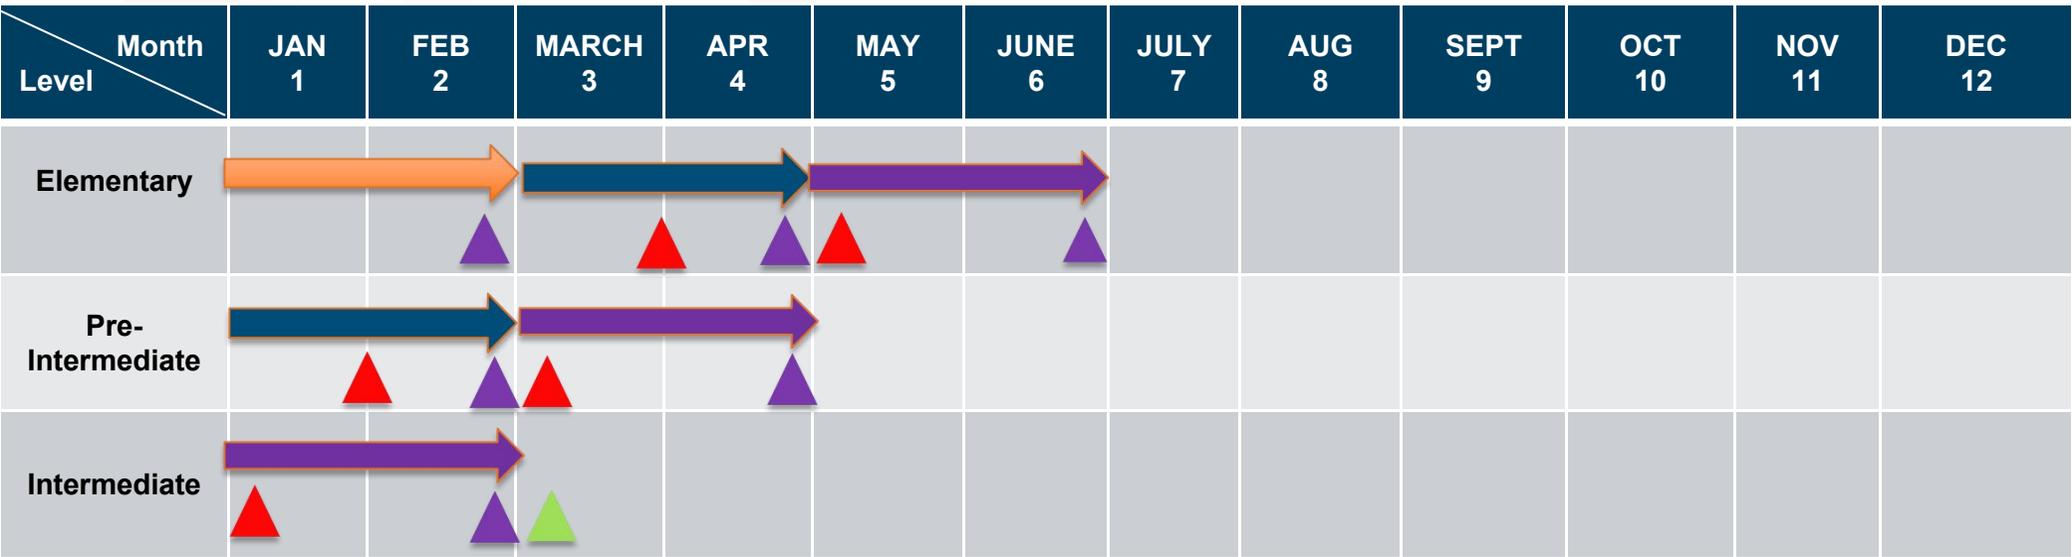 Month
Level
JAN
1
FEB
2
MARCH
3
APR
4
MAY
5
JUNE
6
JULY
7
AUG
8
SEPT
9
OCT
10
NOV
11
DEC
12
Elementary
Pre-
Intermediate
Intermediate